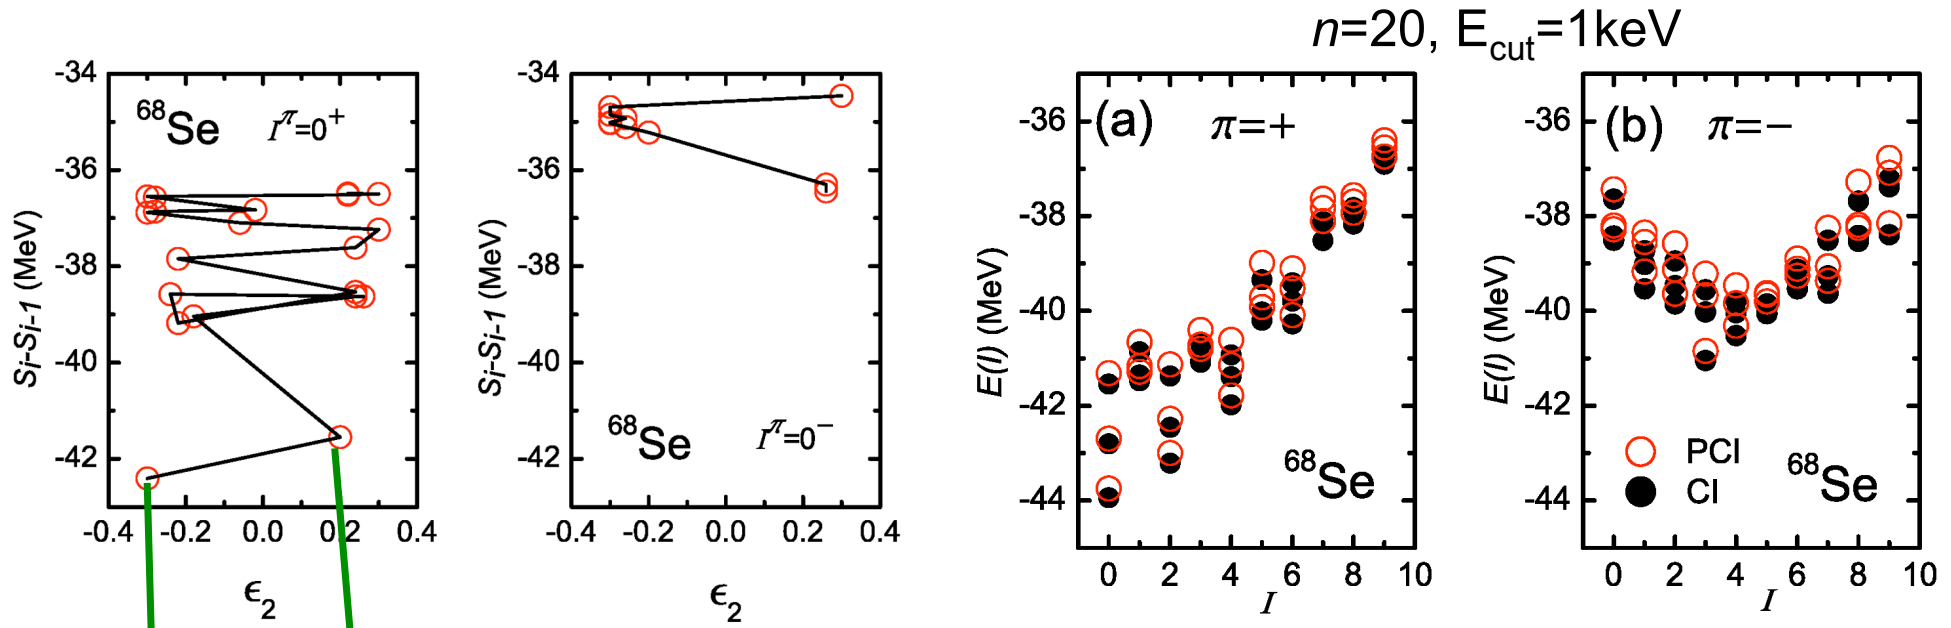 n=20, E_cut=1keV
-34
-36
-38
-40
-42
-0.4 -0.2 0.0 0.2 0.4
S_i-S_i-1 (MeV)
ϵ_2
^68Se I^π=0^+
-34
-36
-38
-40
-42
-0.4 -0.2 0.0 0.2 0.4
S_i-S_i-1 (MeV)
ϵ_2
^68Se I^π=0^−
-36
-38
-40
-42
-44
0 2 4 6 8 10
E(I) (MeV)
I
(a) π=+
^68Se
-36
-38
-40
-42
-44
0 2 4 6 8 10
E(I) (MeV)
I
(b) π=−
PCI
CI
^68Se